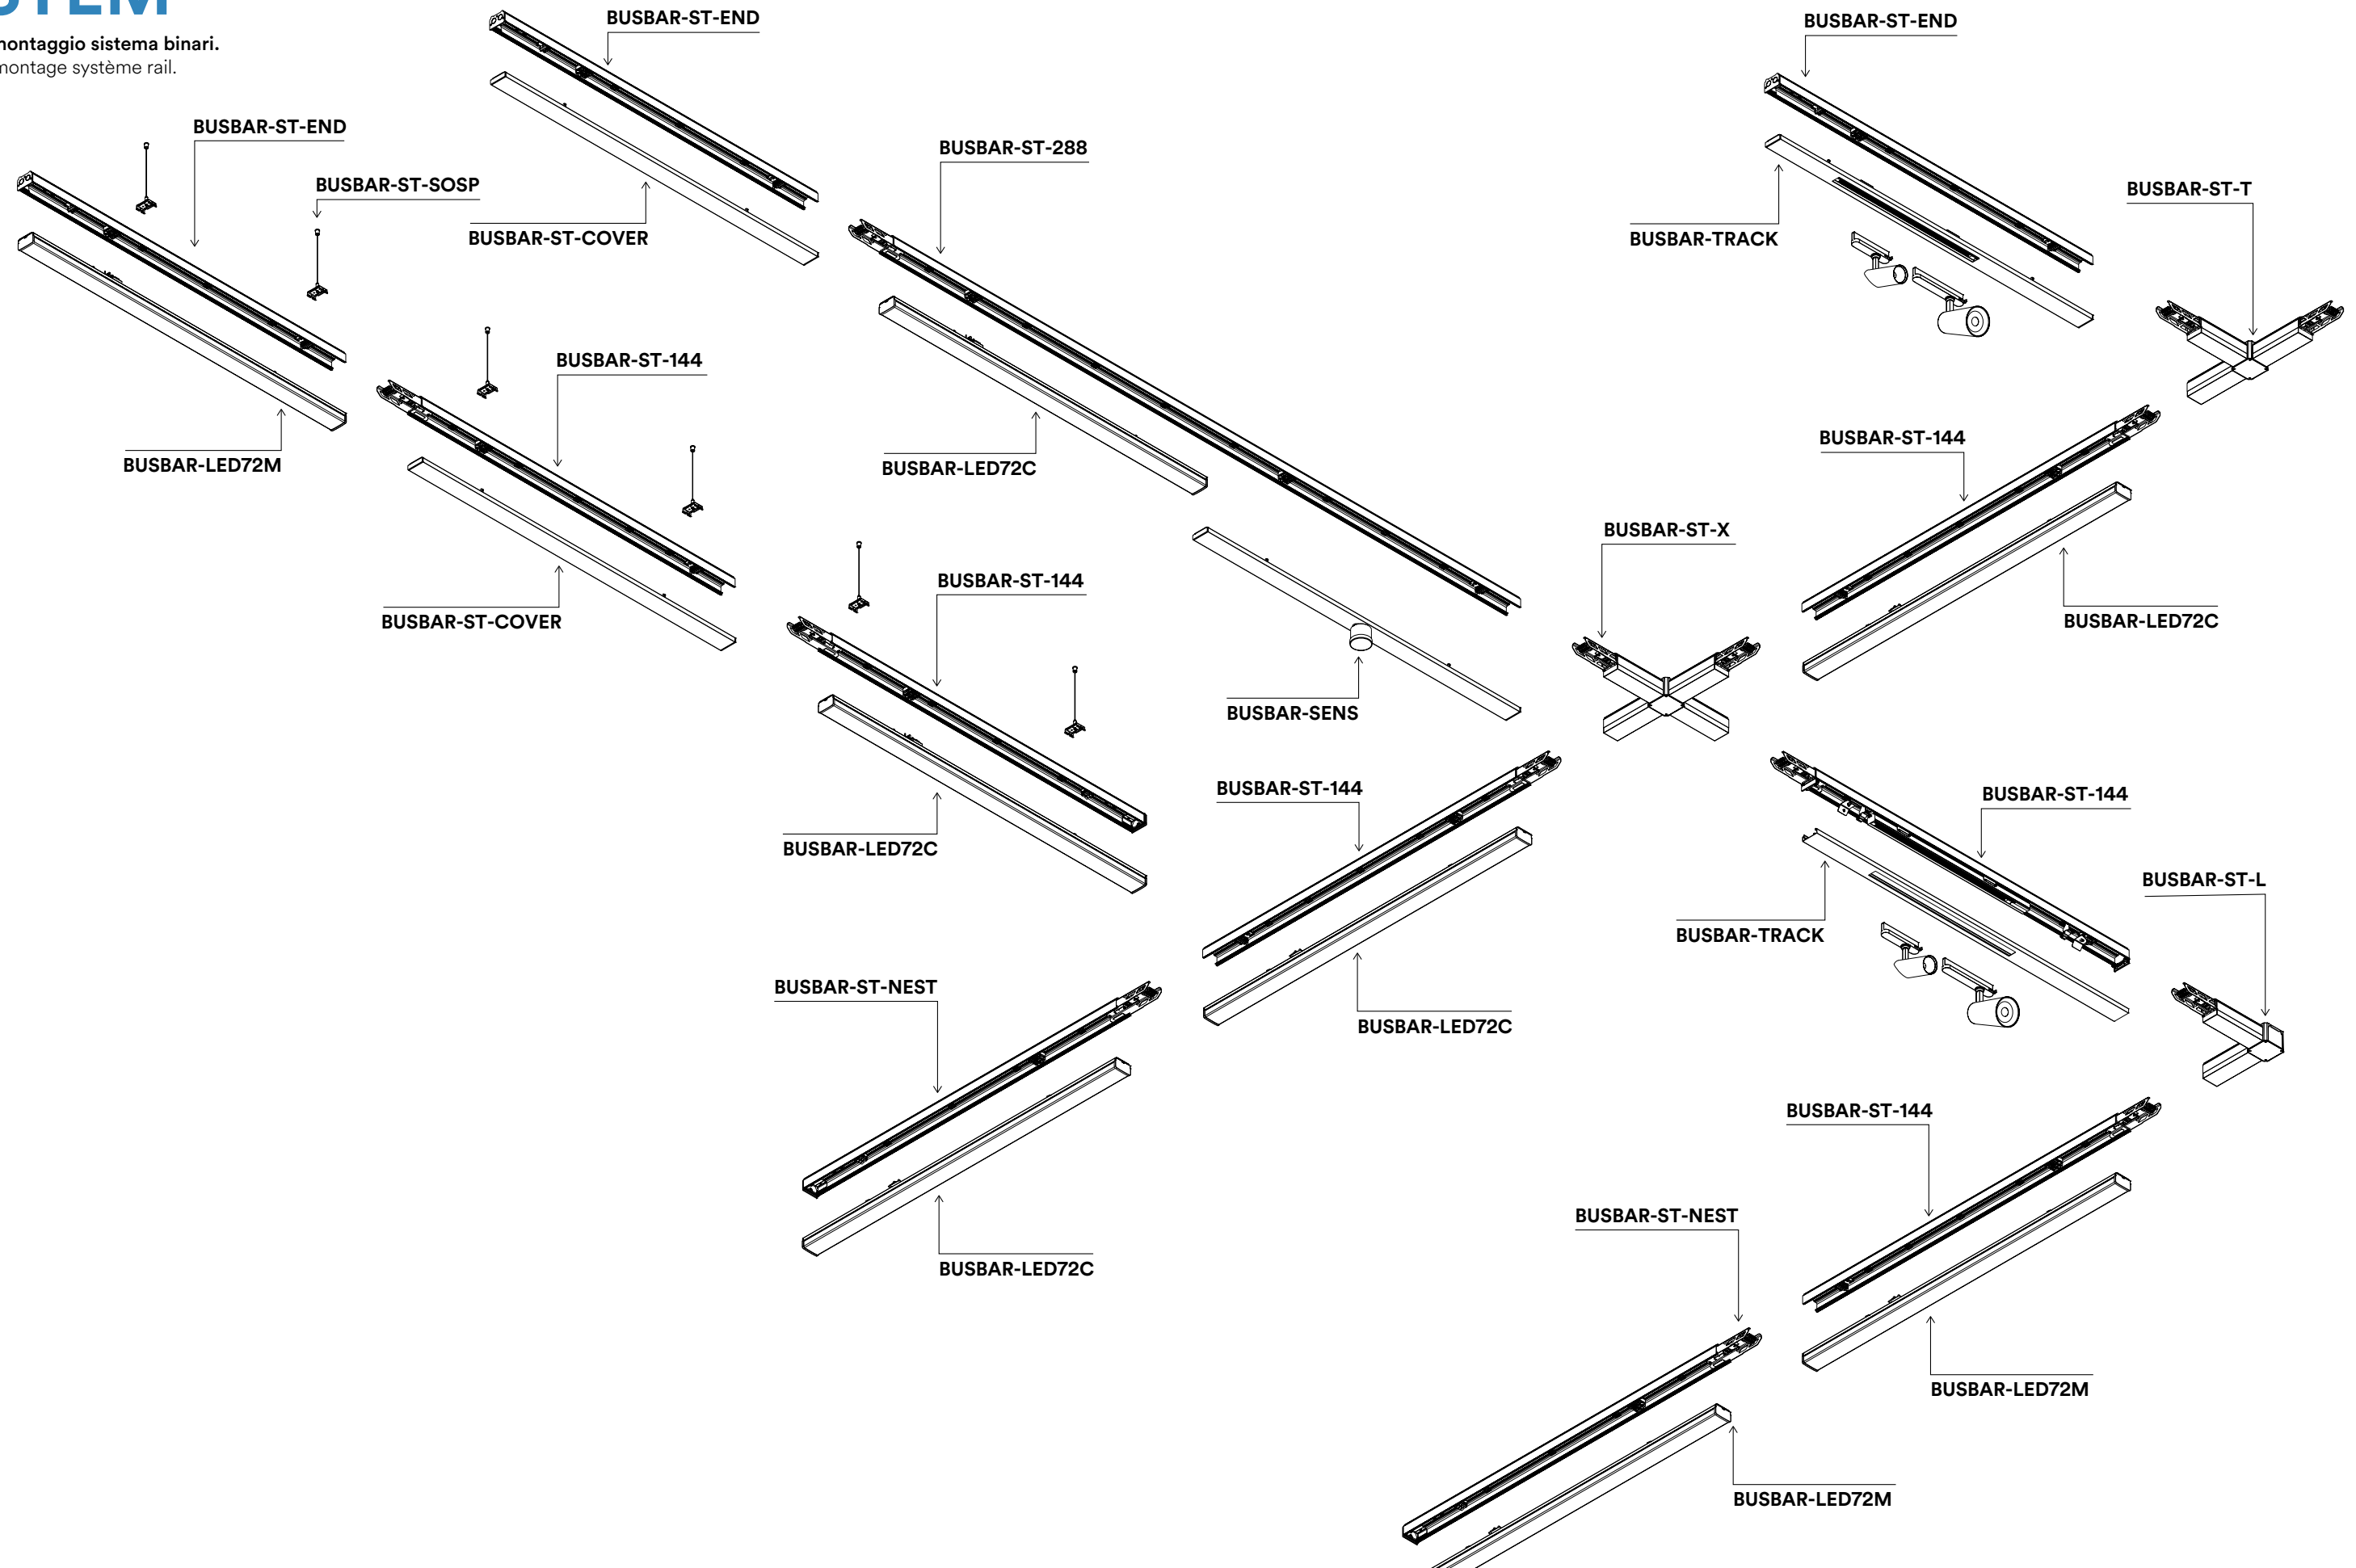 STEM
montaggio sistema binari.
montage système rail.
BUSBAR-ST-END
BUSBAR-ST-END
BUSBAR-ST-END
BUSBAR-ST-288
BUSBAR-ST-SOSP
BUSBAR-ST-T
BUSBAR-ST-COVER
BUSBAR-TRACK
BUSBAR-ST-144
BUSBAR-ST-144
BUSBAR-LED72M
BUSBAR-LED72C
BUSBAR-ST-X
BUSBAR-ST-144
BUSBAR-ST-COVER
BUSBAR-LED72C
BUSBAR-SENS
BUSBAR-ST-144
BUSBAR-ST-144
BUSBAR-LED72C
BUSBAR-ST-L
BUSBAR-TRACK
BUSBAR-ST-NEST
BUSBAR-LED72C
BUSBAR-ST-144
BUSBAR-ST-NEST
BUSBAR-LED72C
BUSBAR-LED72M
BUSBAR-LED72M